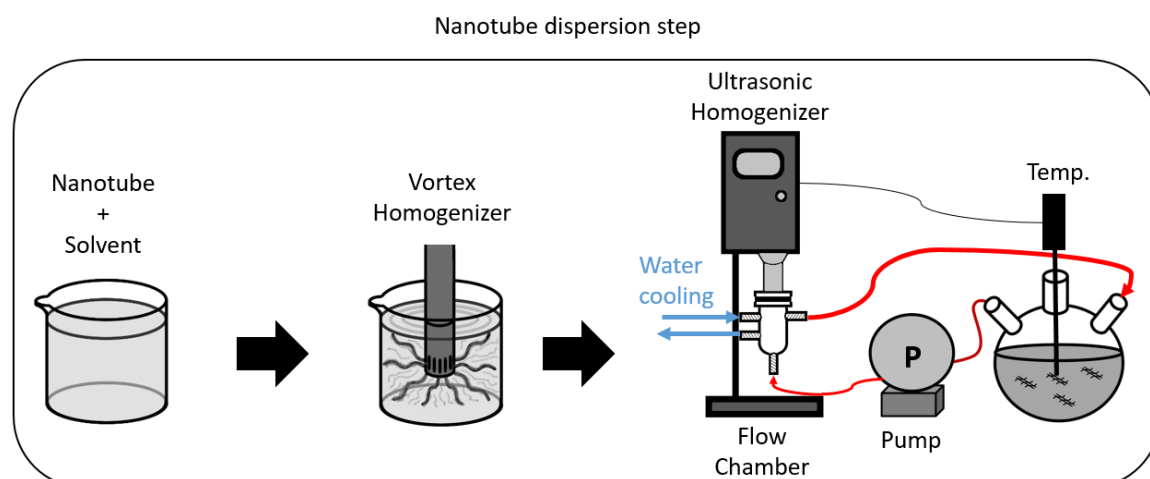 Nanotube dispersion step
Nanotube
+
Solvent
Vortex
Homogenizer
Ultrasonic
Homogenizer
Water
cooling
Flow
Chamber
P
Pump
Temp.